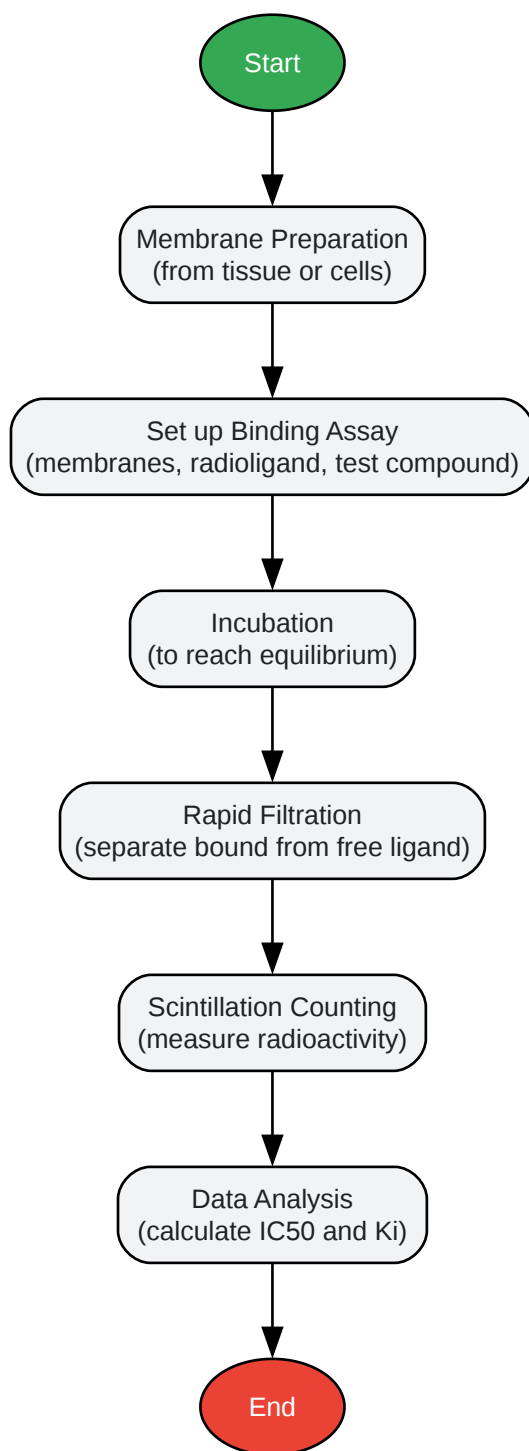 Start
Membrane Preparation
(from tissue or cells)
Set up Binding Assay
(membranes, radioligand, test compound)
Incubation
(to reach equilibrium)
Rapid Filtration
(separate bound from free ligand)
Scintillation Counting
(measure radioactivity)
Data Analysis
(calculate IC50 and Ki)
End